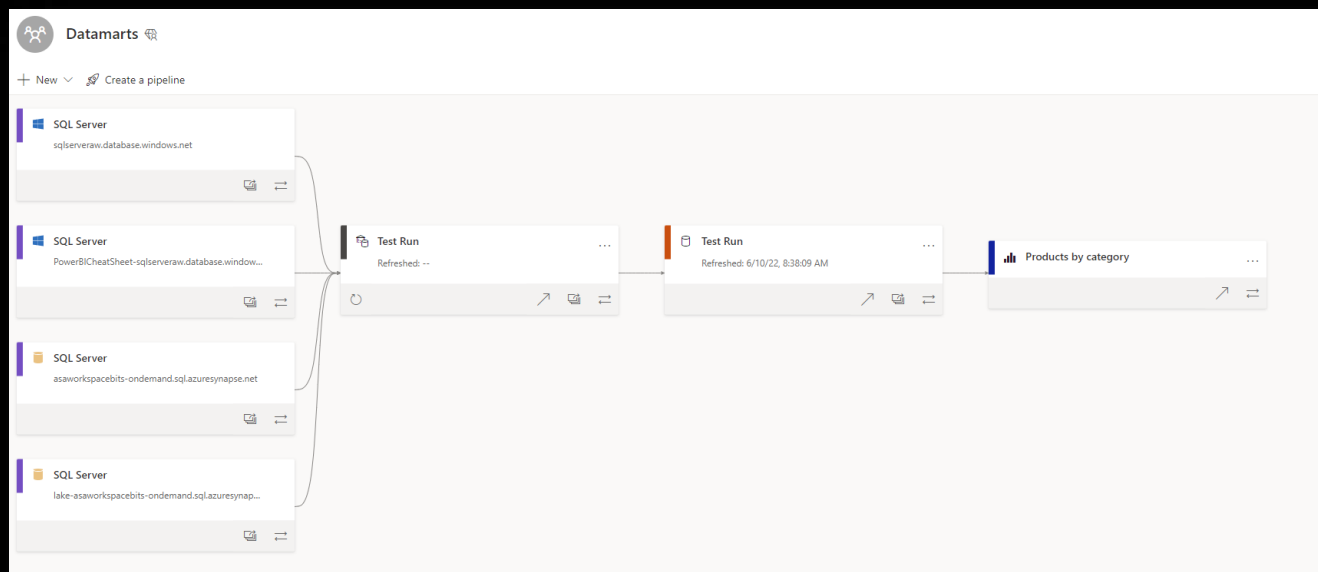 Datamarts
New
Create a pipeline
SQL Server
sqlserveraw.database.windows.net
SQL Server
PowerBICheatSheet-sqlserveraw.database.window...
SQL Server
asaworkspacebits-ondemand.sql.azuresynapse.net
SQL Server
lake-asaworkspacebits-ondemand.sql.azuresynap...
Test Run
Refreshed: --
Test Run
Refreshed: 6/10/22, 8:38:09 AM
Products by category